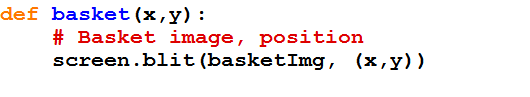 def basket(x,y):
    # Basket image, position
    screen.blit(basketImg, (x,y))